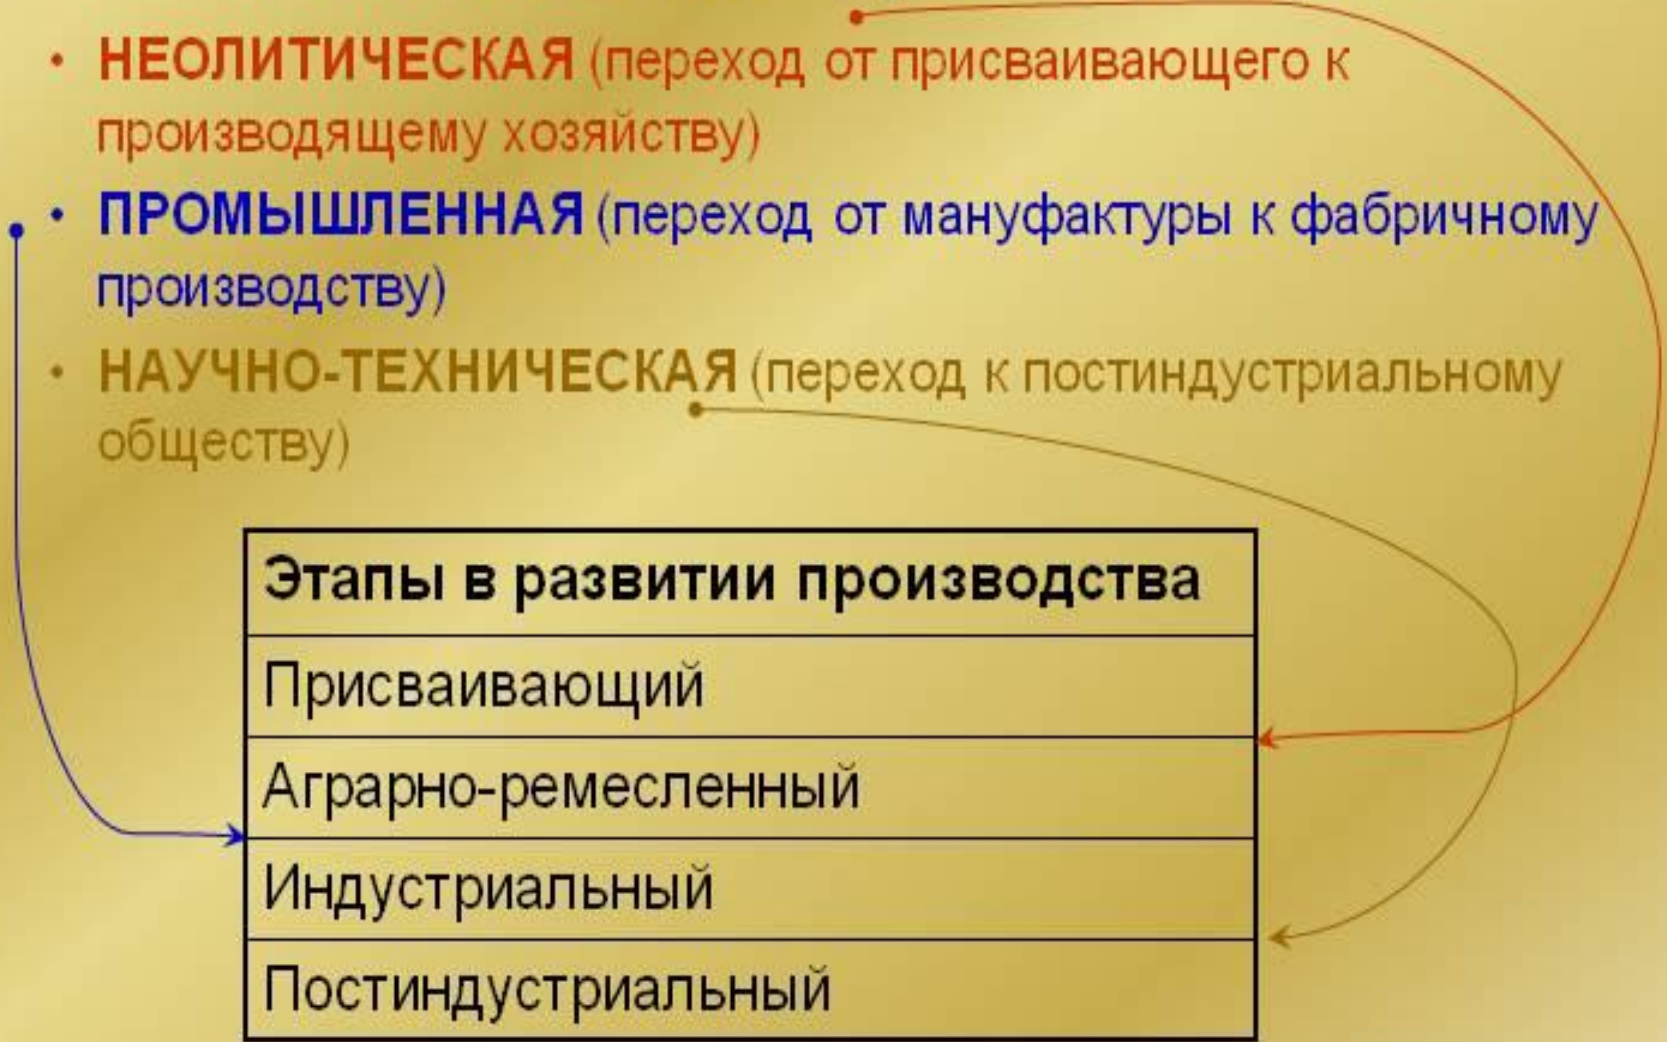 • НЕОЛИТИЧЕСКАЯ (переход от присваивающего к
производящему хозяйству)
• ПРОМЫШЛЕННАЯ (переход от мануфактуры к фабричному
производству)
• НАУЧНО-ТЕХНИЧЕСКАЯ (переход к постиндустриальному
обществу)
Этапы в развитии производства
Присваивающий
Аграрно-ремесленный
Индустриальный
Постиндустриальный